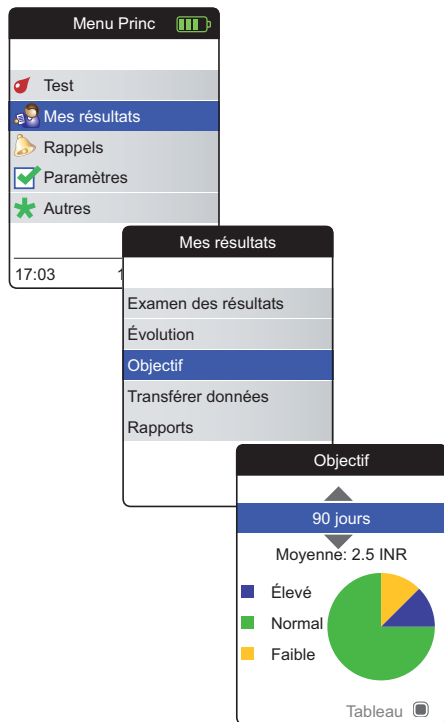 Menu Princ
Test
Mes résultats
Rappels
Paramètres
Autres
17:03 1
Mes résultats
Examen des résultats
Évolution
Objectif
Transférer données
Rapports
Objectif
90 jours
Moyenne: 2.5 INR
Élevé
Normal
Faible
Tableau